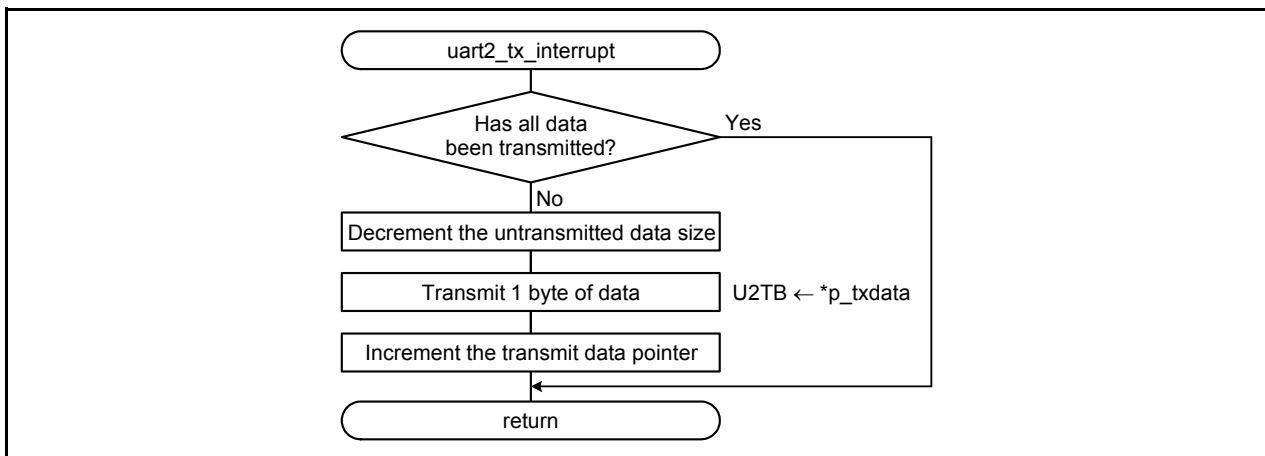 uart2_tx_interrupt
Has all data
been transmitted?
Yes
No
Decrement the untransmitted data size
Transmit 1 byte of data
U2TB ← *p_txdata
Increment the transmit data pointer
return